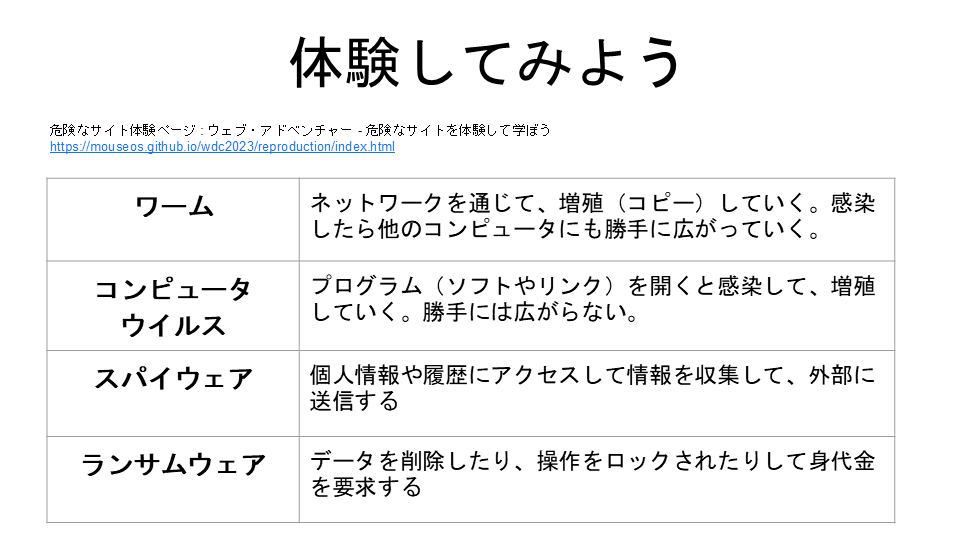 体験してみよう
危険なサイト体験ページ : ウェブ・アドベンチャー - 危険なサイトを体験して学ぼう
https://mouseos.github.io/wdc2023/reproduction/index.html
ワーム
ネットワークを通じて、増殖（コピー）していく。感染
したら他のコンピュータにも勝手に広がっていく。
コンピュータ
ウイルス
プログラム（ソフトやリンク）を開くと感染して、増殖
していく。勝手には広がらない。
スパイウェア
個人情報や履歴にアクセスして情報を収集して、外部に
送信する
ランサムウェア
データを削除したり、操作をロックされたりして身代金
を要求する